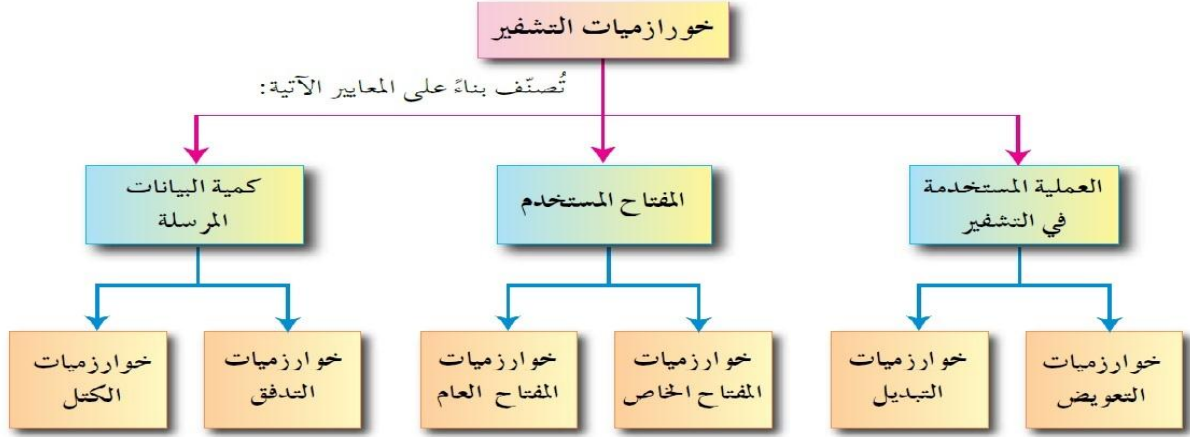 خورازميات التشفير
تُصنّف بناءً على المعايير الآتية:
العملية المستخدمة
في التشفير
المفتاح المستخدم
كمية البيانات
المرسلة
خوارزميات
التعويض
خوارزميات
التبديل
خوارزميات
المفتاح الخاص
خوارزميات
المفتاح العام
خوارزميات
التدفق
خوارزميات
الكتل